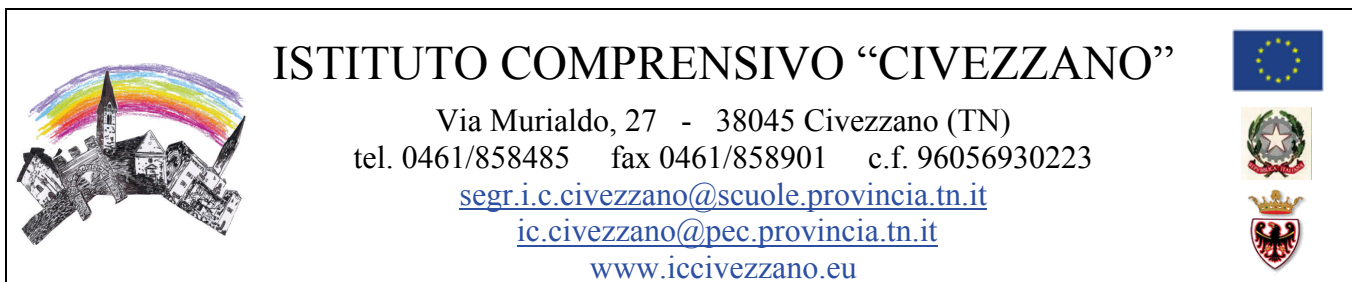 ISTITUTO COMPRENSIVO “CIVEZZANO”
Via Murialdo, 27 - 38045 Civezzano (TN)
tel. 0461/858485 fax 0461/858901 c.f. 96056930223
segr.i.c.civezzano@scuole.provincia.tn.it
ic.civezzano@pec.provincia.tn.it
www.iccivezzano.eu